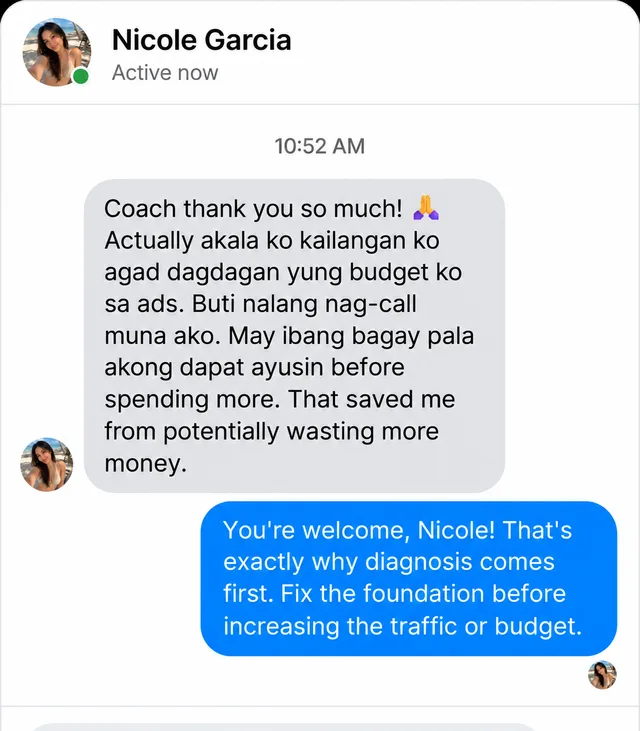 Nicole Garcia
Active now
10:52 AM
Coach thank you so much! 🙏
Actually akala ko kailangan ko
agad dagdagan yung budget ko
sa ads. Buti nalang nag-call
muna ako. May ibang bagay pala
akong dapat ayusin before
spending more. That saved me
from potentially wasting more
money.
You're welcome, Nicole! That's
exactly why diagnosis comes
first. Fix the foundation before
increasing the traffic or budget.